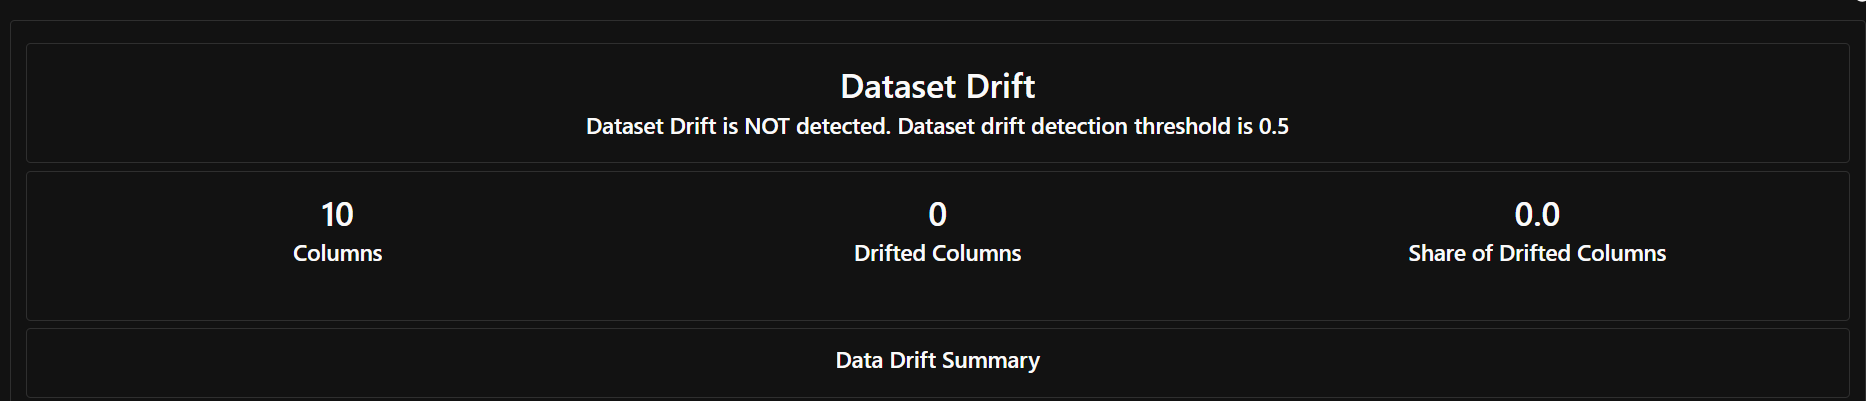 Dataset Drift
Dataset Drift is NOT detected. Dataset drift detection threshold is 0.5
10
Columns
0
Drifted Columns
0.0
Share of Drifted Columns
Data Drift Summary